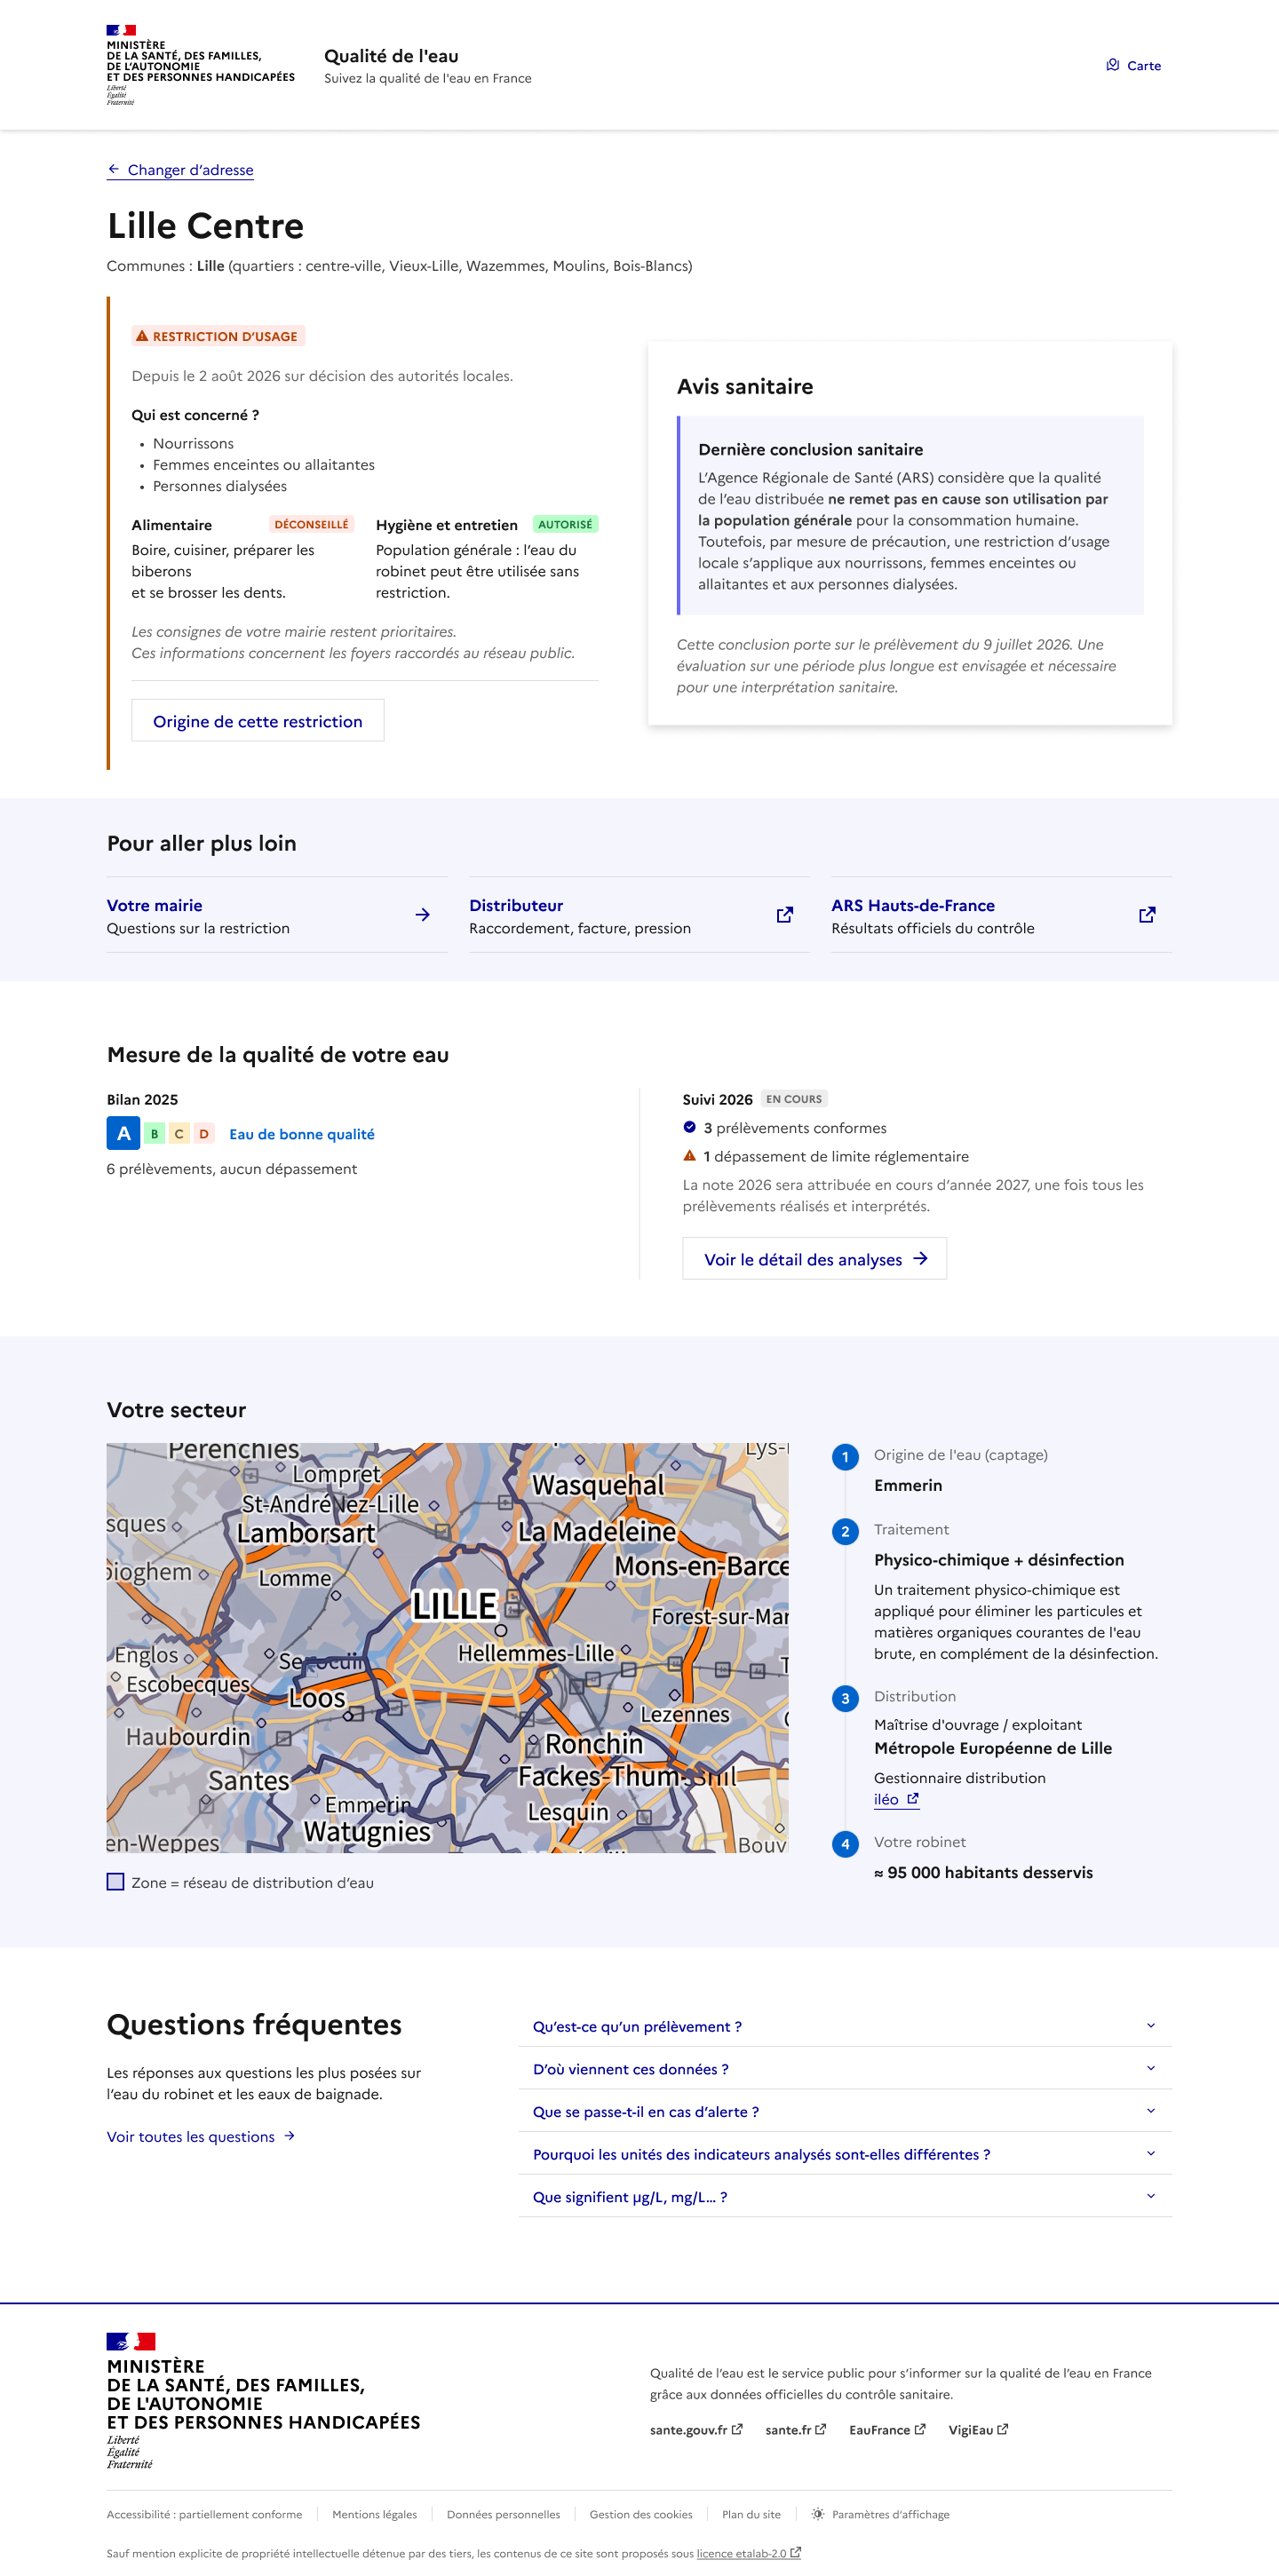 MINISTÈRE
DE LA SANTÉ, DES FAMILLES,
DE L'AUTONOMIE
ET DES PERSONNES HANDICAPÉES
Liberté
Égalité
Fraternité
Qualité de l'eau
Suivez la qualité de l'eau en France
Carte
Changer d’adresse
Lille Centre
Communes : Lille (quartiers : centre-ville, Vieux-Lille, Wazemmes, Moulins, Bois-Blancs)
RESTRICTION D’USAGE
Depuis le 2 août 2026 sur décision des autorités locales.
Qui est concerné ?
• Nourrissons
• Femmes enceintes ou allaitantes
• Personnes dialysées
Alimentaire DÉCONSEILLÉ
Boire, cuisiner, préparer les
biberons
et se brosser les dents.
Hygiène et entretien AUTORISÉ
Population générale : l’eau du
robinet peut être utilisée sans
restriction.
Les consignes de votre mairie restent prioritaires.
Ces informations concernent les foyers raccordés au réseau public.
Origine de cette restriction
Avis sanitaire
Dernière conclusion sanitaire
L’Agence Régionale de Santé (ARS) considère que la qualité
de l’eau distribuée ne remet pas en cause son utilisation par
la population générale pour la consommation humaine.
Toutefois, par mesure de précaution, une restriction d’usage
locale s’applique aux nourrissons, femmes enceintes ou
allaitantes et aux personnes dialysées.
Cette conclusion porte sur le prélèvement du 9 juillet 2026. Une
évaluation sur une période plus longue est envisagée et nécessaire
pour une interprétation sanitaire.
Pour aller plus loin
Votre mairie
Questions sur la restriction
Distributeur
Raccordement, facture, pression
ARS Hauts-de-France
Résultats officiels du contrôle
Mesure de la qualité de votre eau
Bilan 2025
A B C D Eau de bonne qualité
6 prélèvements, aucun dépassement
Suivi 2026 EN COURS
3 prélèvements conformes
1 dépassement de limite réglementaire
La note 2026 sera attribuée en cours d’année 2027, une fois tous les
prélèvements réalisés et interprétés.
Voir le détail des analyses
Votre secteur
Pérenchies
Lys-
Lompret
Wasquehal
St-André-lez-Lille
sques
Lambersart
La Madeleine
Mons-en-Barœ
Lomme
LILLE
Forest-sur-Mar
Englos
Hellemmes-Lille
Escobecques
Loos
Lezennes
Haubourdin
Ronchin
Santes
Faches-Thum
Emmerin
Lesquin
Wattignies
en-Weppes
Bouv
Zone = réseau de distribution d’eau
1 Origine de l'eau (captage)
Emmerin
2 Traitement
Physico-chimique + désinfection
Un traitement physico-chimique est
appliqué pour éliminer les particules et
matières organiques courantes de l'eau
brute, en complément de la désinfection.
3 Distribution
Maîtrise d'ouvrage / exploitant
Métropole Européenne de Lille
Gestionnaire distribution
iléo
4 Votre robinet
≈ 95 000 habitants desservis
Questions fréquentes
Les réponses aux questions les plus posées sur
l’eau du robinet et les eaux de baignade.
Voir toutes les questions
Qu’est-ce qu’un prélèvement ?
D’où viennent ces données ?
Que se passe-t-il en cas d’alerte ?
Pourquoi les unités des indicateurs analysés sont-elles différentes ?
Que signifient µg/L, mg/L… ?
MINISTÈRE
DE LA SANTÉ, DES FAMILLES,
DE L'AUTONOMIE
ET DES PERSONNES HANDICAPÉES
Liberté
Égalité
Fraternité
Qualité de l’eau est le service public pour s’informer sur la qualité de l’eau en France
grâce aux données officielles du contrôle sanitaire.
sante.gouv.fr sante.fr EauFrance VigiEau
Accessibilité : partiellement conforme Mentions légales Données personnelles Gestion des cookies Plan du site Paramètres d’affichage
Sauf mention explicite de propriété intellectuelle détenue par des tiers, les contenus de ce site sont proposés sous licence etalab-2.0